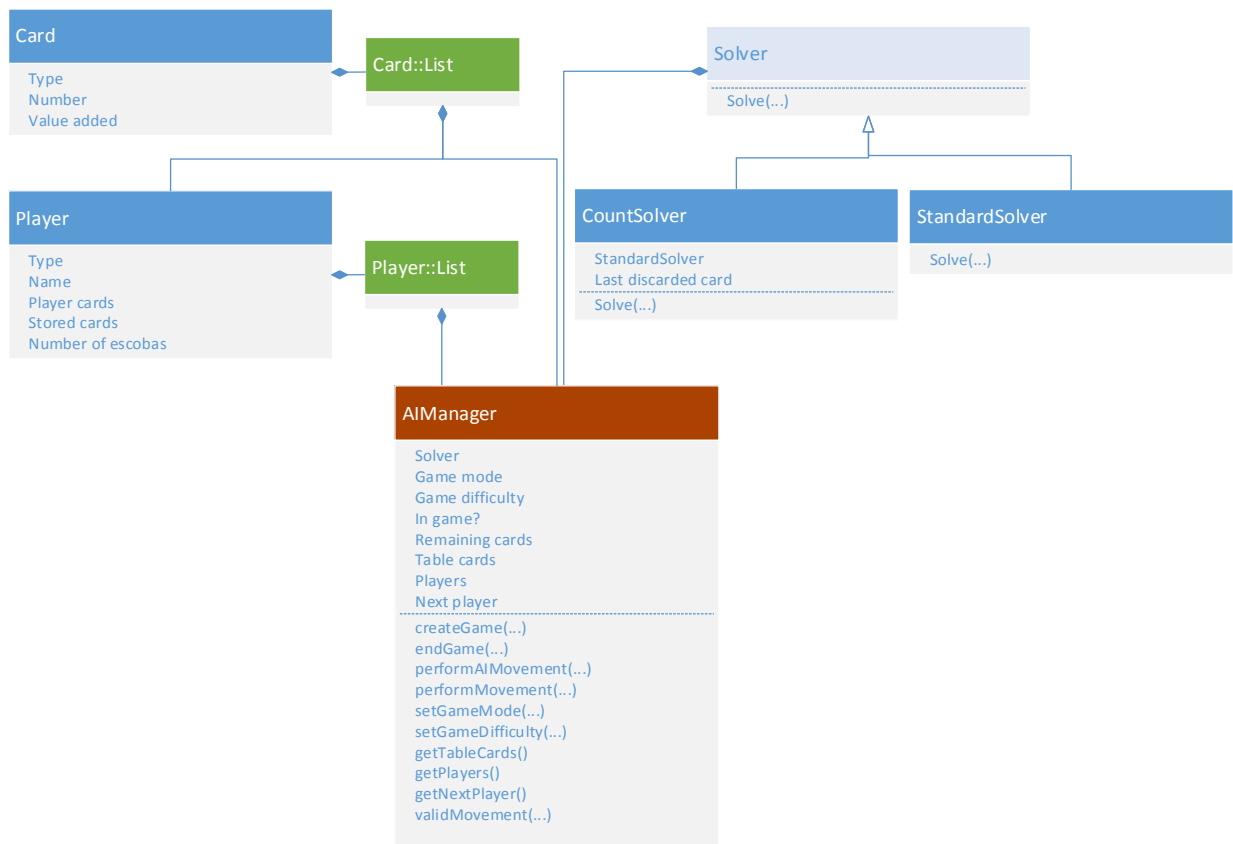 Card
Type
Number
Value added
Card::List
Solver
Solve(...)
Player
Type
Name
Player cards
Stored cards
Number of escobas
Player::List
CountSolver
StandardSolver
Last discarded card
Solve(...)
StandardSolver
Solve(...)
AIManager
Solver
Game mode
Game difficulty
In game?
Remaining cards
Table cards
Players
Next player
createGame(...)
endGame(...)
performAIMovement(...)
performMovement(...)
setGameMode(...)
setGameDifficulty(...)
getTableCards()
getPlayers()
getNextPlayer()
validMovement(...)